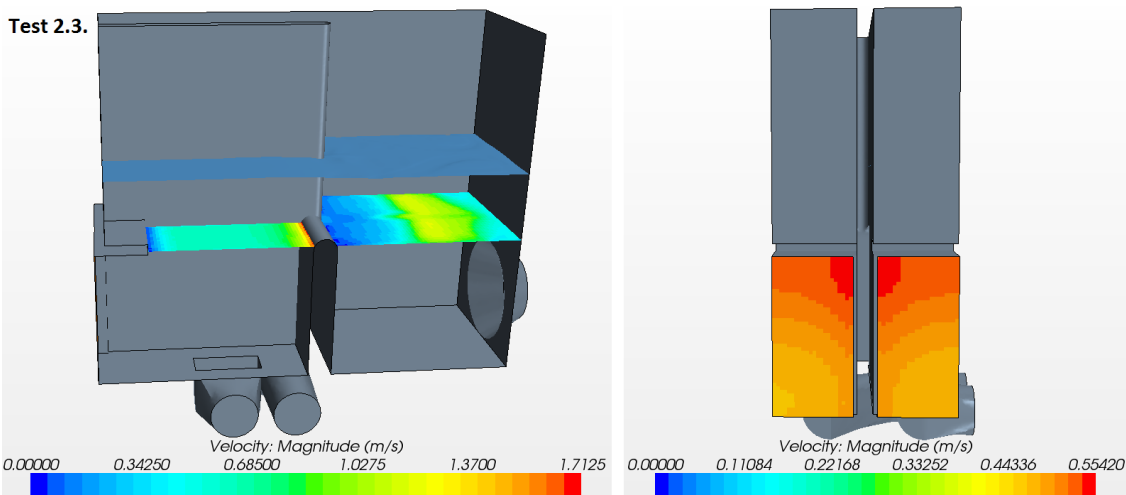 Test 2.3.
Velocity: Magnitude (m/s)
0.00000 0.34250 0.68500 1.0275 1.3700 1.7125
Velocity: Magnitude (m/s)
0.00000 0.11084 0.22168 0.33252 0.44336 0.55420